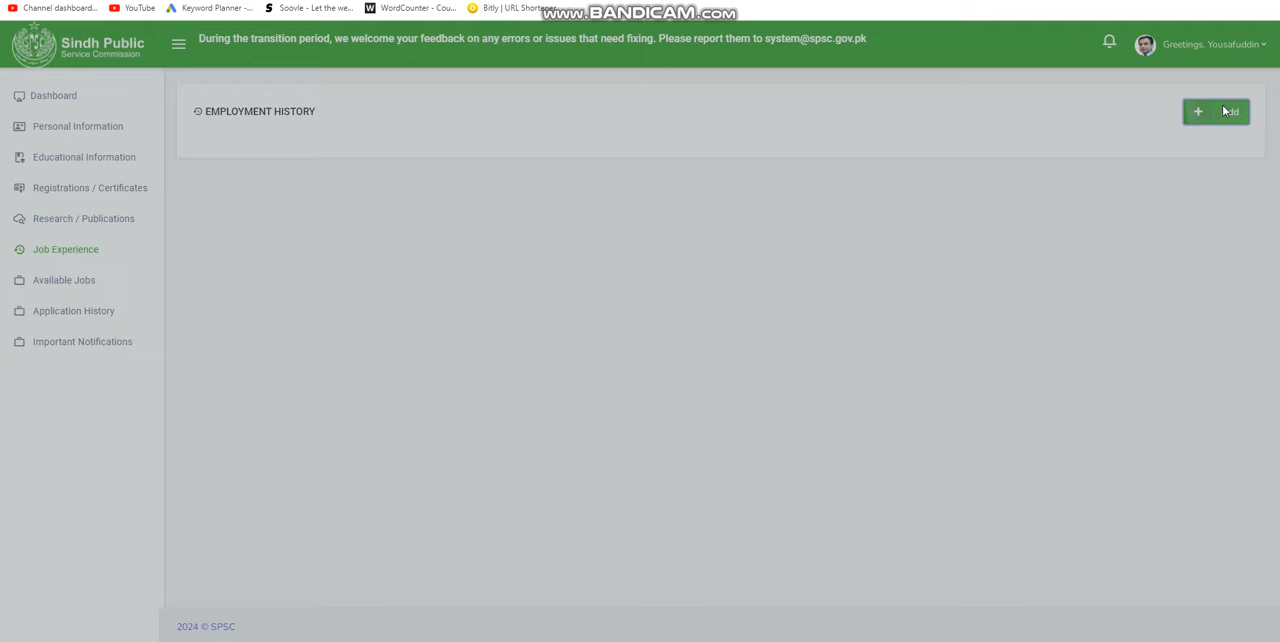 Channel dashboard... YouTube Keyword Planner -... Soovie - Let the we... WordCounter - Cou... Bitly | URL Shortener
www.BANDICAM.com
Sindh Public
Service Commission
During the transition period, we welcome your feedback on any errors or issues that need fixing. Please report them to system@spsc.gov.pk
Greetings, Yousafuddin
Dashboard
Personal Information
Educational Information
Registrations / Certificates
Research / Publications
Job Experience
Available Jobs
Application History
Important Notifications
EMPLOYMENT HISTORY
+ Add
2024 © SPSC